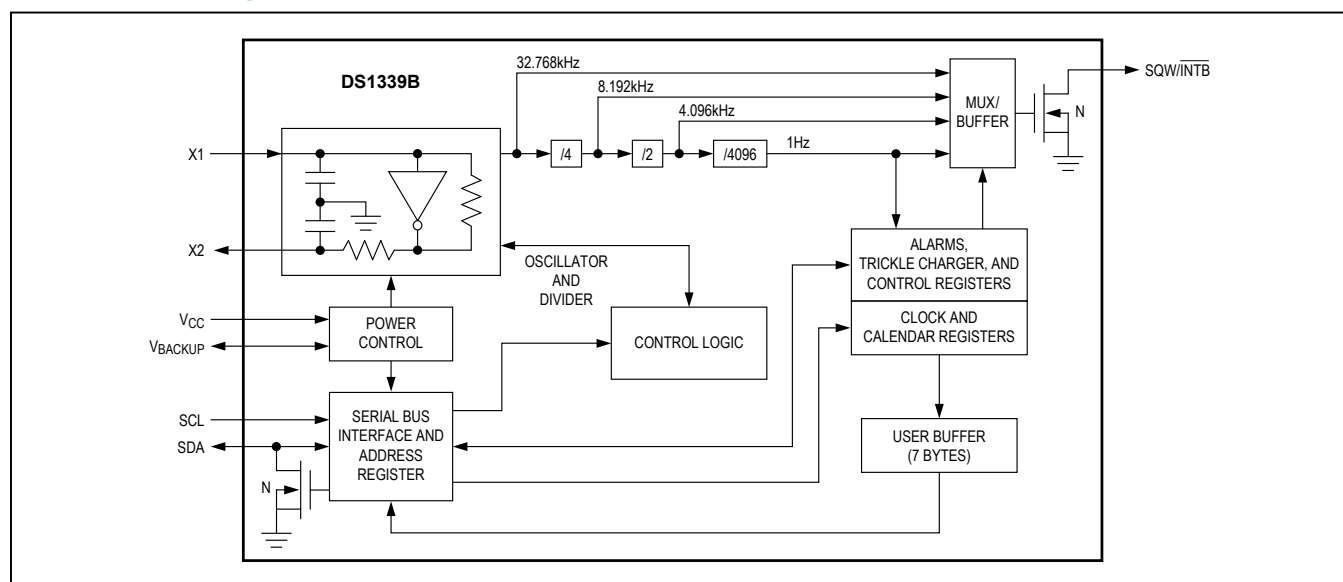 DS1339B
32.768kHz
8.192kHz
4.096kHz
/4
/2
/4096
1Hz
MUX/
BUFFER
N
SQW/INTB
X1
X2
OSCILLATOR
AND
DIVIDER
ALARMS,
TRICKLE CHARGER, AND
CONTROL REGISTERS
CLOCK AND
CALENDAR REGISTERS
VCC
VBACKUP
POWER
CONTROL
CONTROL LOGIC
SCL
SDA
SERIAL BUS
INTERFACE AND
ADDRESS
REGISTER
N
USER BUFFER
(7 BYTES)